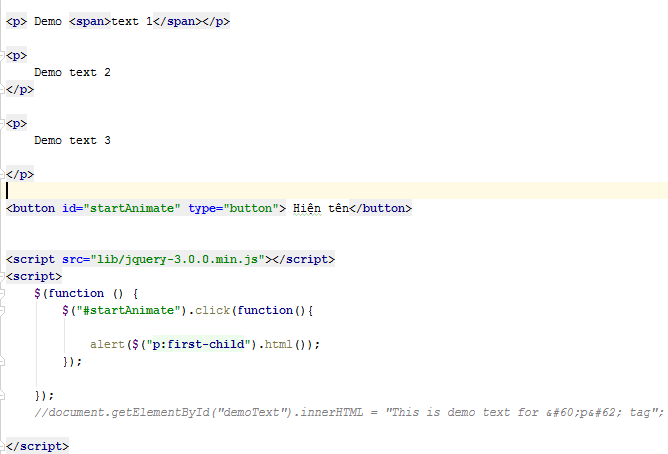 <p> Demo <span>text 1</span></p>
<p>
Demo text 2
</p>
<p>
Demo text 3
</p>
<button id="startAnimate" type="button"> Hiện tên</button>
<script src="lib/jquery-3.0.0.min.js"></script>
<script>
$(function () {
$("#startAnimate").click(function(){
alert($("p:first-child").html());
});
});
//document.getElementById("demoText").innerHTML = "This is demo text for &#60;p&#62; tag";
</script>